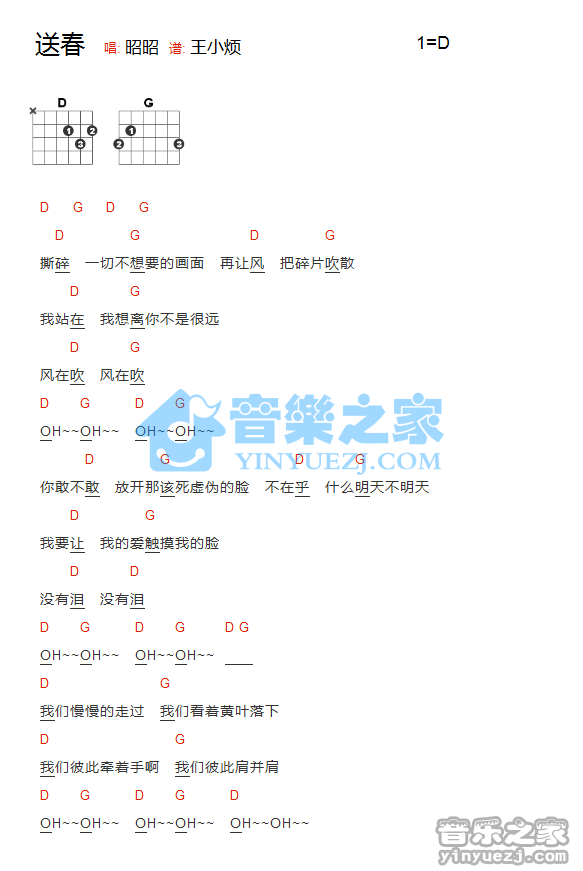 送春 唱: 昭昭 谱: 王小烦 1=D
D G
1 2 3 1 2 3
D G D G
D G D G
撕碎 一切不想要的画面 再让风 把碎片吹散
D G
我站在 我想离你不是很远
D G
风在吹 风在吹
D G D G
OH~~OH~~ OH~~OH~~
音樂之家
YINYUEZJ.COM
D G D G
你敢不敢 放开那该死虚伪的脸 不在乎 什么明天不明天
D G
我要让 我的爱触摸我的脸
D D
没有泪 没有泪
D G D G D G
OH~~OH~~ OH~~OH~~ ____
D G
我们慢慢的走过 我们看着黄叶落下
D G
我们彼此牵着手啊 我们彼此肩并肩
D G D G D
OH~~OH~~ OH~~OH~~ OH~~OH~~
音乐之家
yinyuezj.com